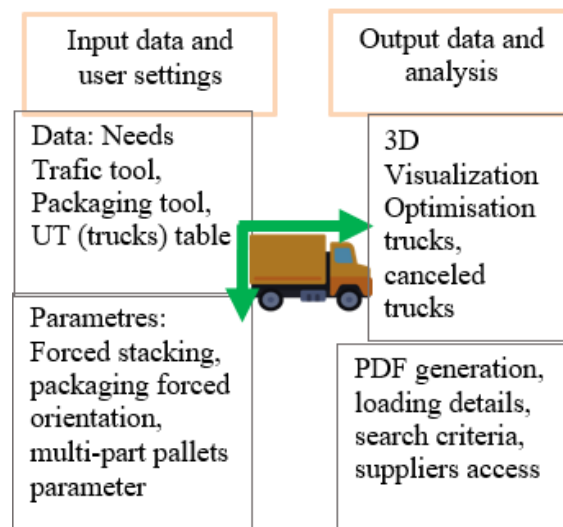 Input data and
user settings
Output data and
analysis
Data: Needs
Trafic tool,
Packaging tool,
UT (trucks) table
3D
Visualization
Optimisation
trucks,
canceled
trucks
Parametres:
Forced stacking,
packaging forced
orientation,
multi-part pallets
parameter
PDF generation,
loading details,
search criteria,
suppliers access